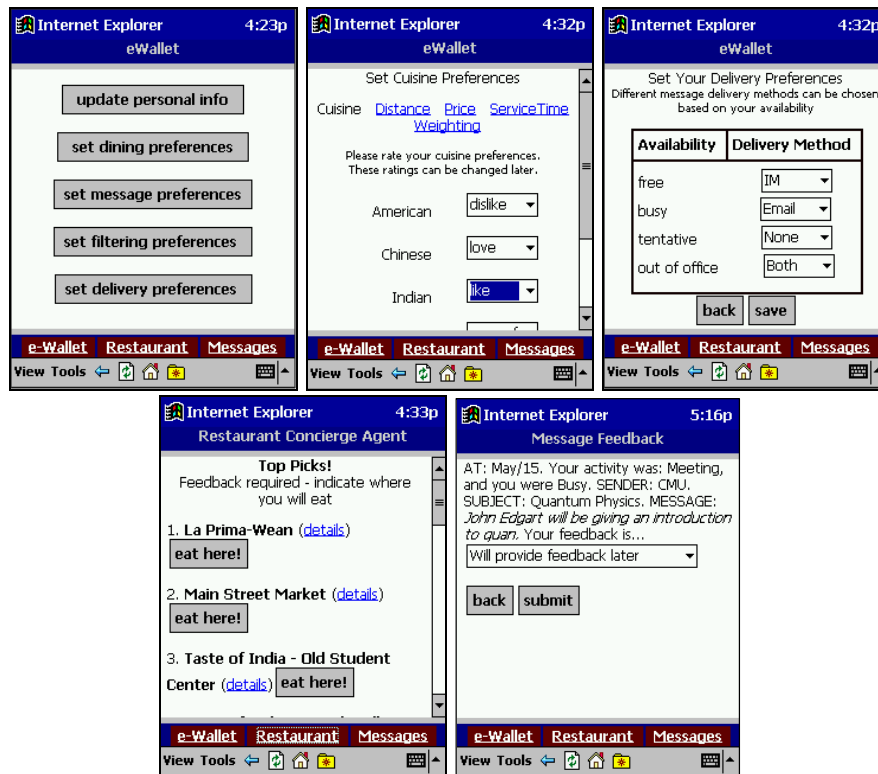 Internet Explorer 4:23p
eWallet
update personal info
set dining preferences
set message preferences
set filtering preferences
set delivery preferences
e-Wallet Restaurant Messages
View Tools
Internet Explorer 4:32p
eWallet
Set Cuisine Preferences
Cuisine Distance Price ServiceTime
Weighting
Please rate your cuisine preferences.
These ratings can be changed later.
American dislike
Chinese love
Indian like
e-Wallet Restaurant Messages
View Tools
Internet Explorer 4:32p
eWallet
Set Your Delivery Preferences
Different message delivery methods can be chosen
based on your availability
Availability Delivery Method
free IM
busy Email
tentative None
out of office Both
back save
e-Wallet Restaurant Messages
View Tools
Internet Explorer 4:33p
Restaurant Concierge Agent
Top Picks!
Feedback required - indicate where
you will eat
1. La Prima-Wean (details)
eat here!
2. Main Street Market (details)
eat here!
3. Taste of India - Old Student
Center (details) eat here!
e-Wallet Restaurant Messages
View Tools
Internet Explorer 5:16p
Message Feedback
AT: May/15. Your activity was: Meeting,
and you were Busy. SENDER: CMU.
SUBJECT: Quantum Physics. MESSAGE:
John Edgart will be giving an introduction
to quan. Your feedback is...
Will provide feedback later
back submit
e-Wallet Restaurant Messages
View Tools